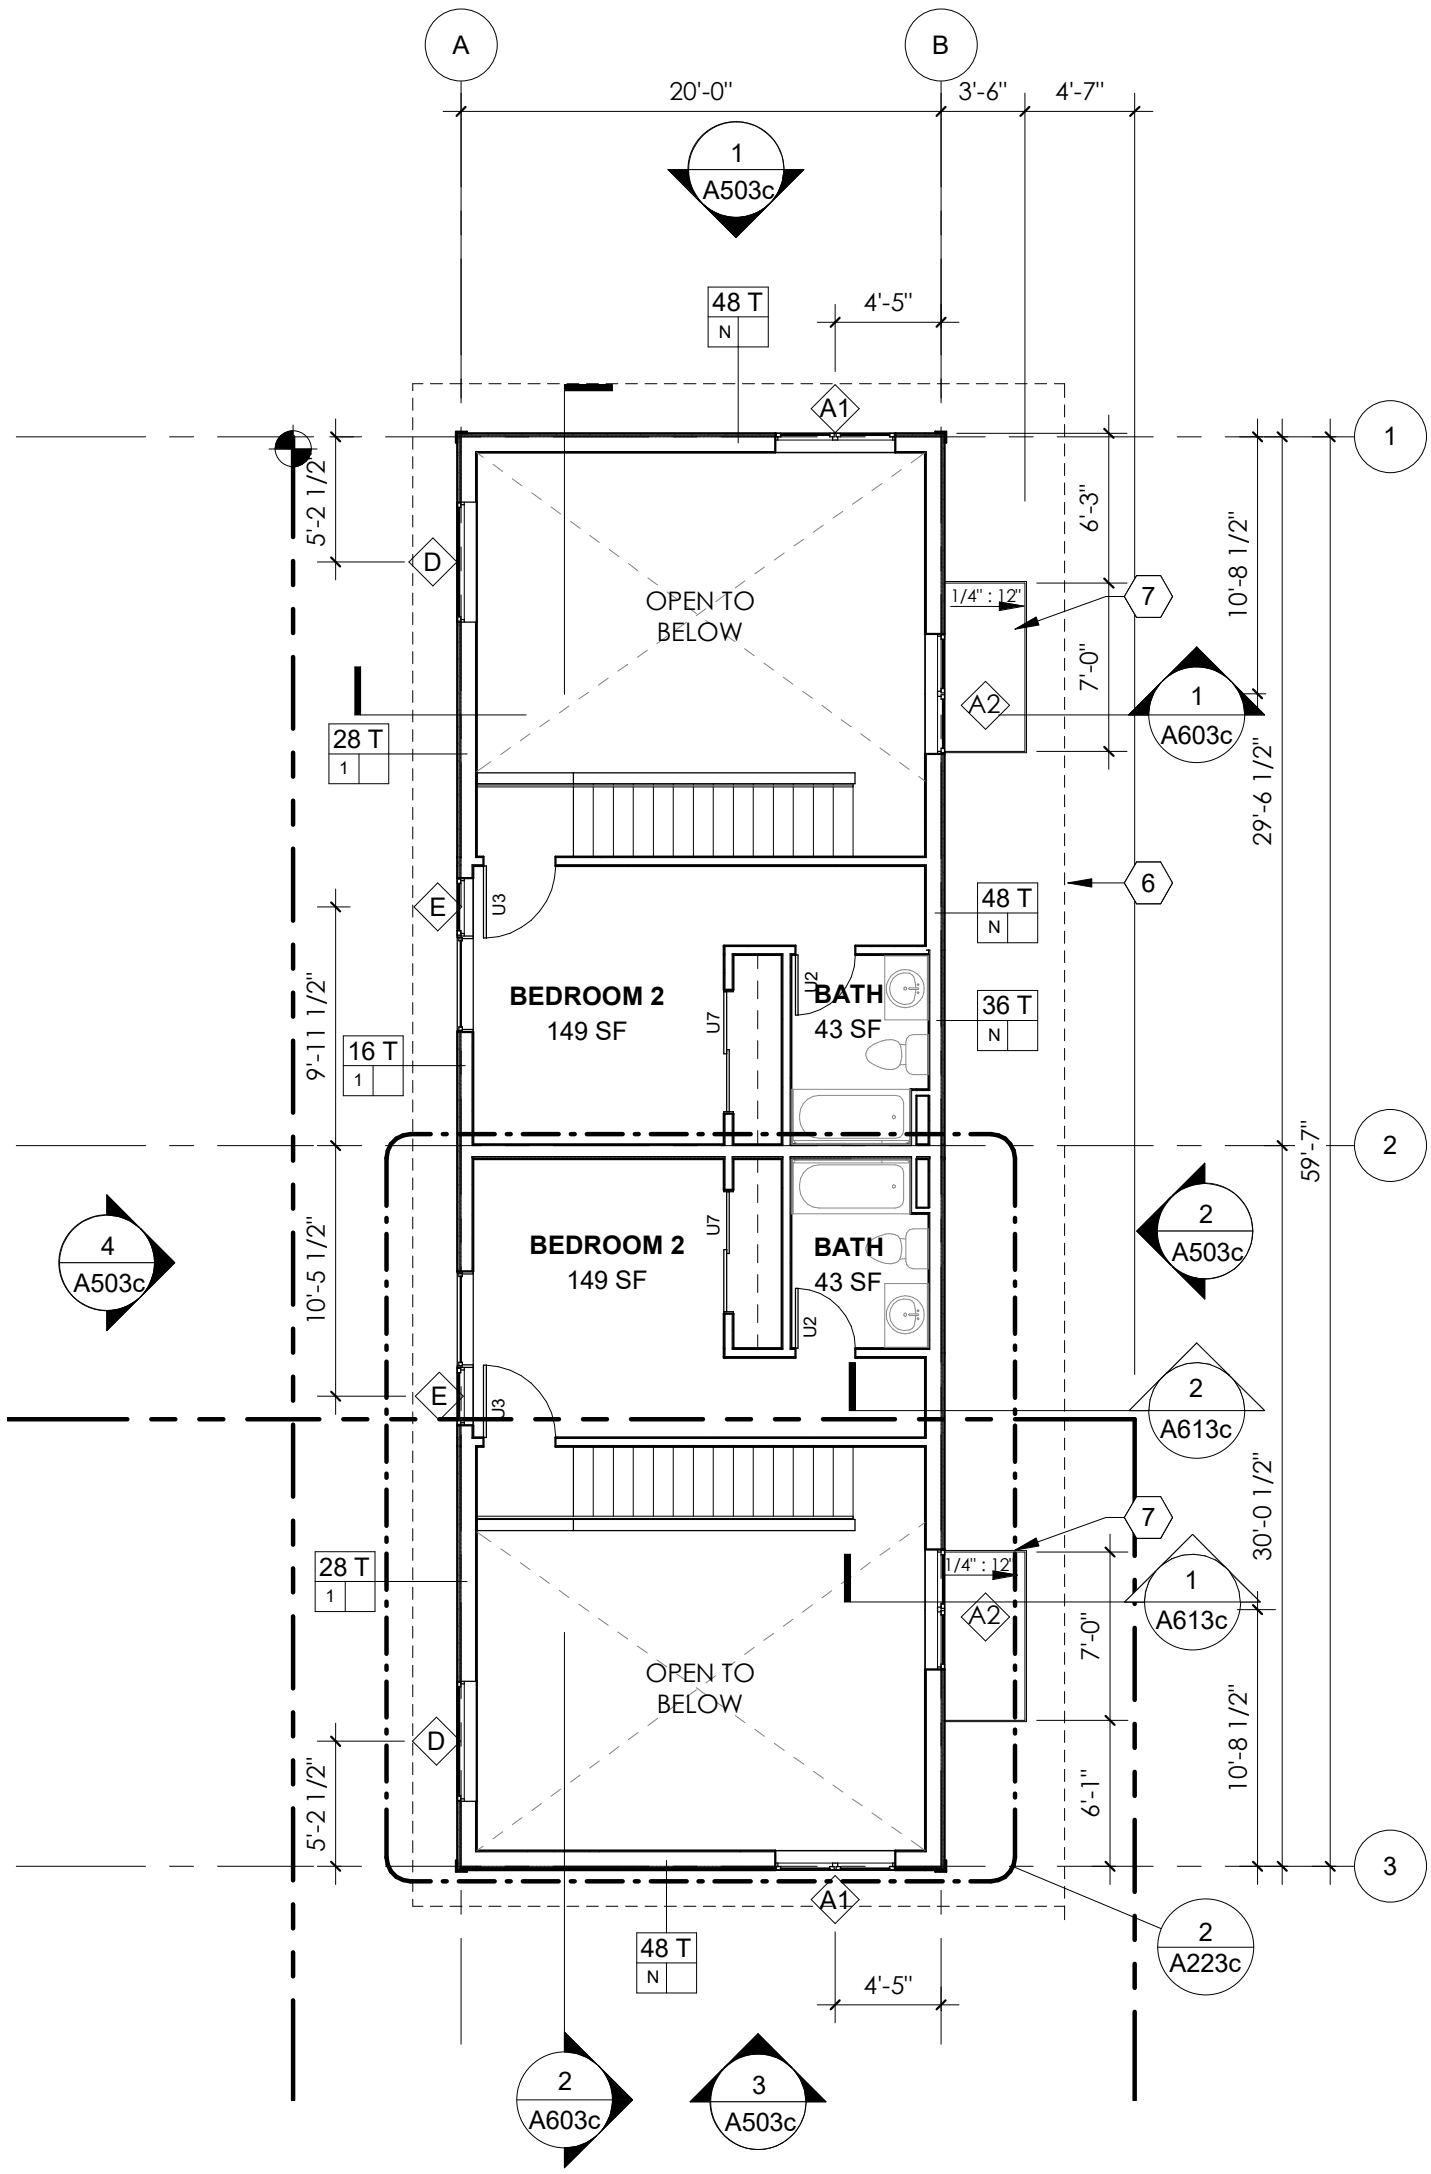 A
B
20'-0"
3'-6"
4'-7"
1
A503c
48 T
N
4'-5"
A1
1
5'-2 1/2"
D
OPEN TO
BELOW
6'-3"
1/4" : 12"
7
10'-8 1/2"
7'-0"
A2
1
A603c
28 T
1
29'-6 1/2"
E
U3
6
48 T
N
BEDROOM 2
149 SF
U2
BATH
43 SF
U7
36 T
N
9'-11 1/2"
16 T
1
2
59'-7"
4
A503c
10'-5 1/2"
BEDROOM 2
149 SF
U7
BATH
43 SF
U2
2
A503c
E
U3
2
A613c
7
30'-0 1/2"
28 T
1
1/4" : 12"
A2
1
A613c
7'-0"
OPEN TO
BELOW
D
5'-2 1/2"
6'-1"
10'-8 1/2"
3
A1
48 T
N
4'-5"
2
A223c
2
A603c
3
A503c